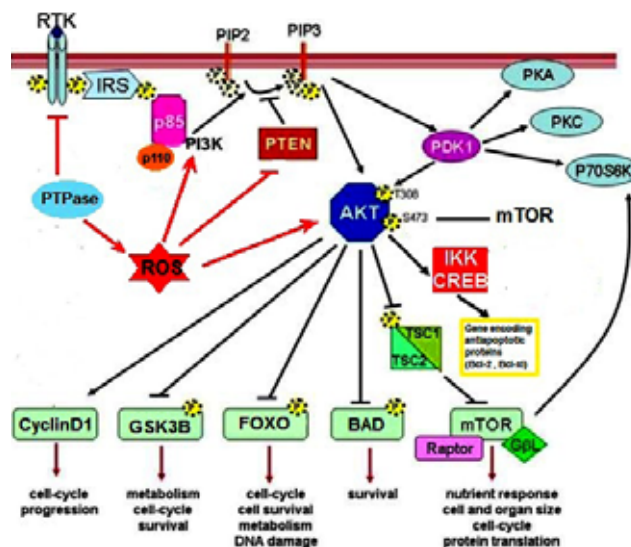 RTK
PIP2
PIP3
IRS
PKA
p85
PI3K
p110
PTEN
PDK1
PKC
P70S6K
PTPase
ROS
AKT
T308
S473
mTOR
IKK
CREB
Gene encoding
antiapoptotic
proteins
TSC1
TSC2
CyclinD1
GSK3B
FOXO
BAD
mTOR
Raptor
GβL
cell-cycle
progression
metabolism
cell-cycle
survival
cell-cycle
cell survival
metabolism
DNA damage
survival
nutrient response
cell and organ size
cell-cycle
protein translation